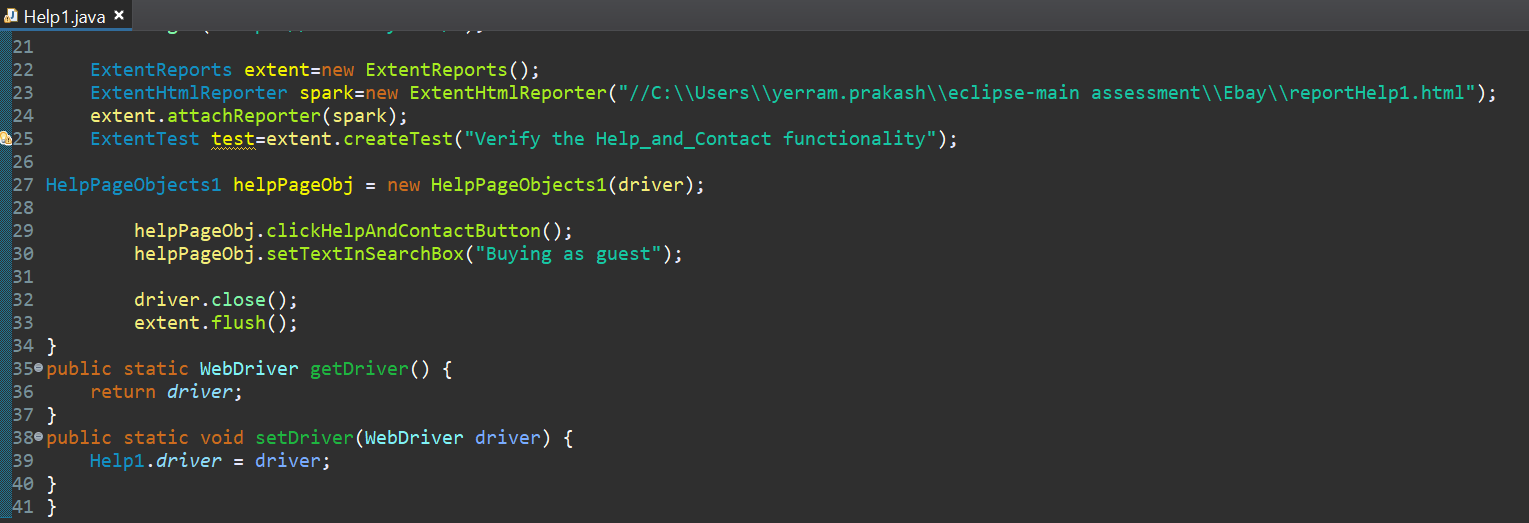 Help1.java
21
22 ExtentReports extent=new ExtentReports();
23 ExtentHtmlReporter spark=new ExtentHtmlReporter("//C:\\Users\\yerram.prakash\\eclipse-main assessment\\Ebay\\reportHelp1.html");
24 extent.attachReporter(spark);
25 ExtentTest test=extent.createTest("Verify the Help_and_Contact functionality");
26
27 HelpPageObjects1 helpPageObj = new HelpPageObjects1(driver);
28
29 helpPageObj.clickHelpAndContactButton();
30 helpPageObj.setTextInSearchBox("Buying as guest");
31
32 driver.close();
33 extent.flush();
34 }
35 public static WebDriver getDriver() {
36 return driver;
37 }
38 public static void setDriver(WebDriver driver) {
39 Help1.driver = driver;
40 }
41 }